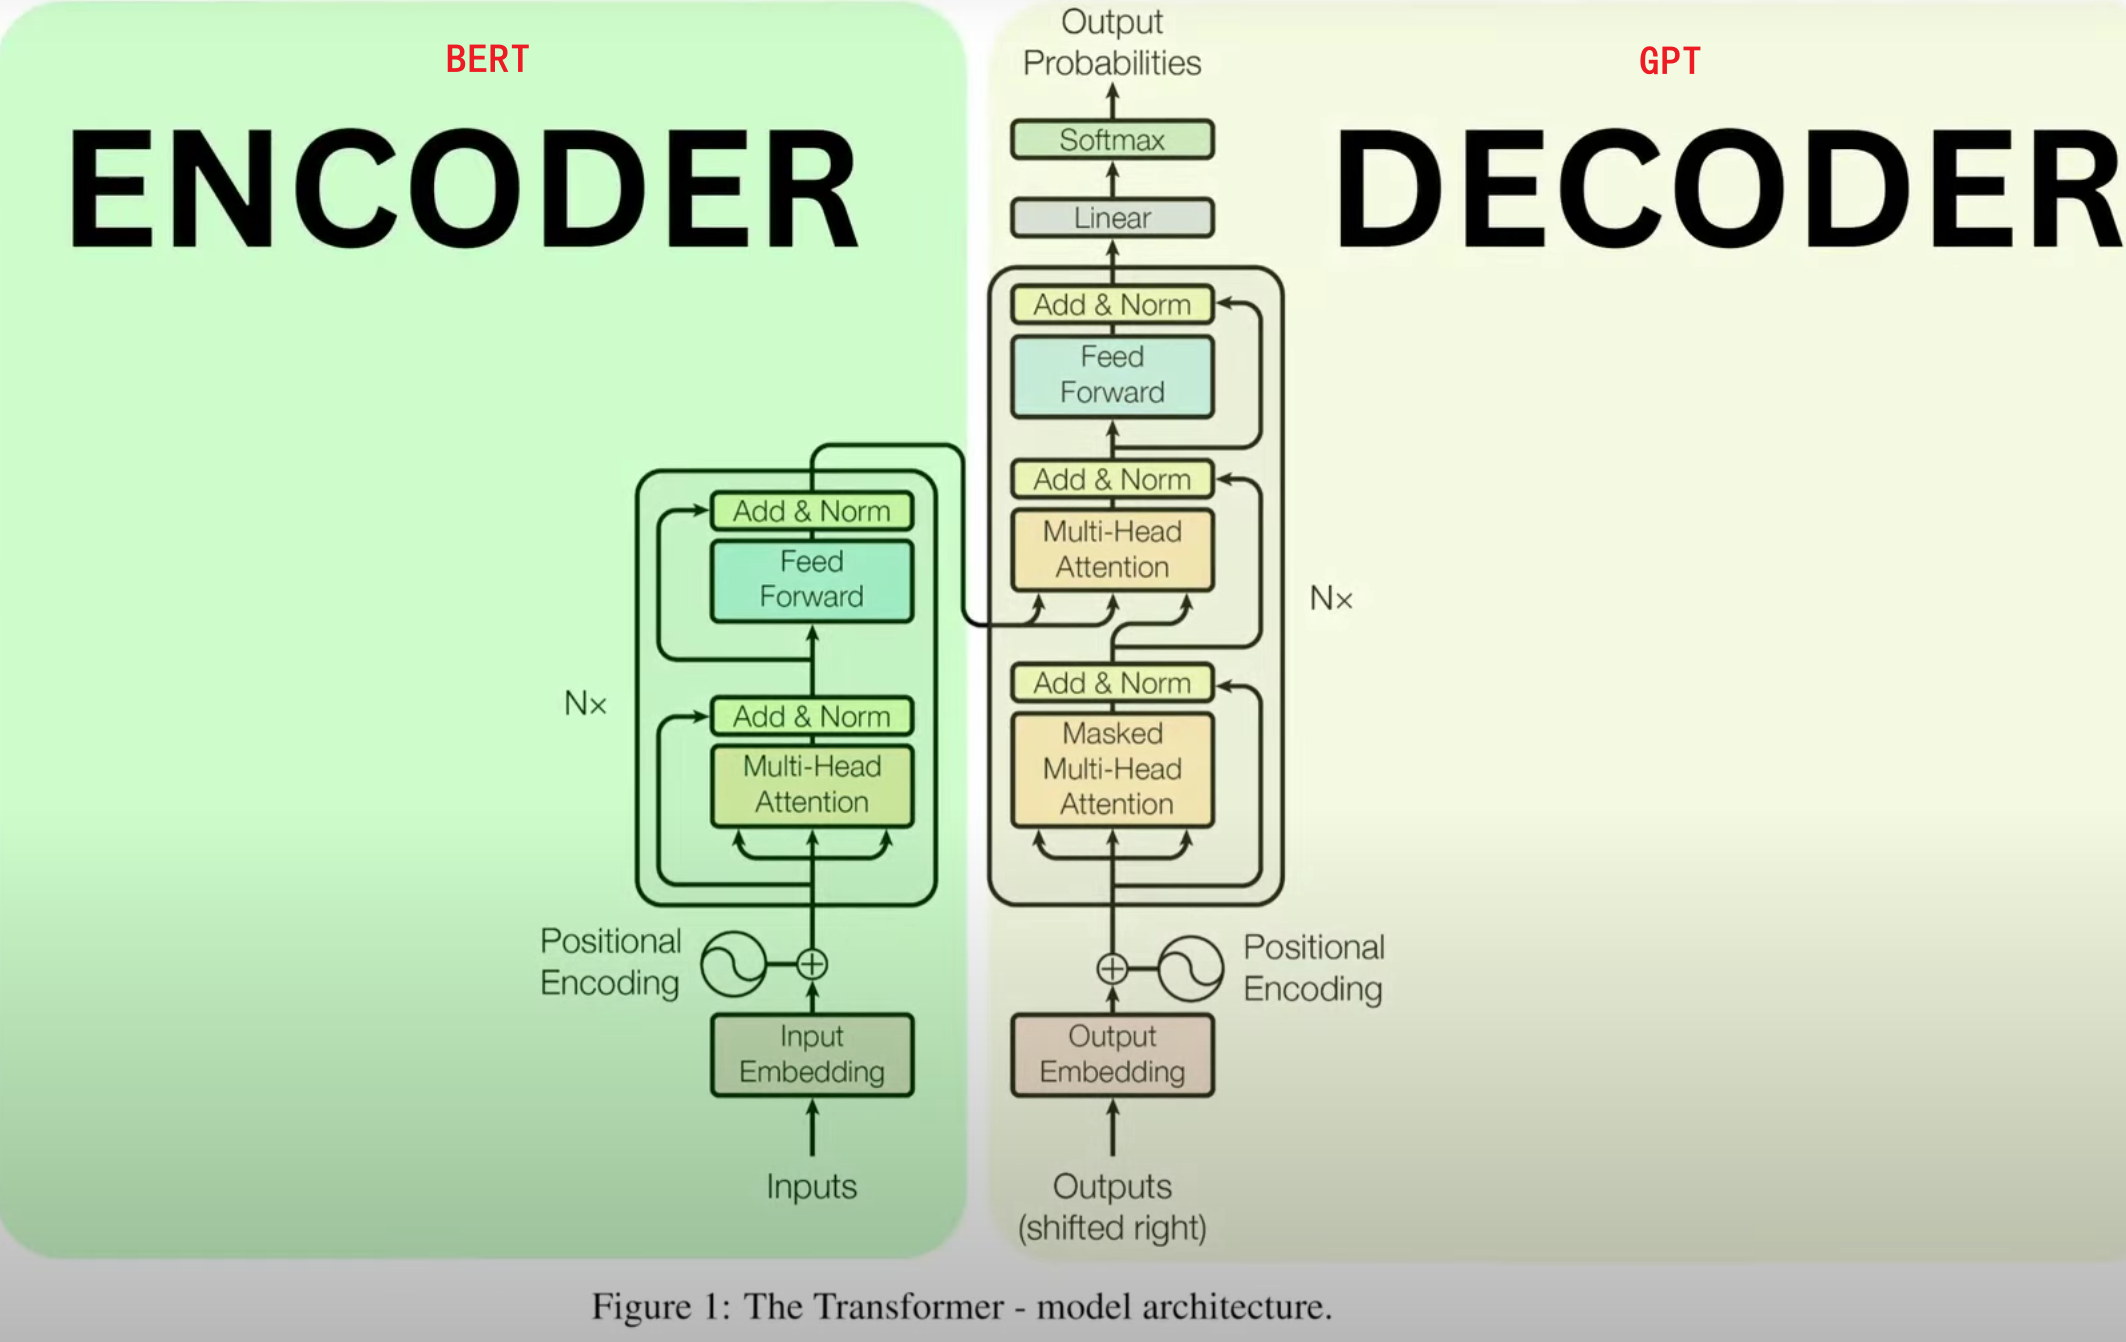 BERT
ENCODER
Output
Probabilities
GPT
DECODER
Softmax
Linear
Add & Norm
Feed
Forward
Add & Norm
Multi-Head
Attention
Nx
Add & Norm
Masked
Multi-Head
Attention
Add & Norm
Feed
Forward
Nx
Add & Norm
Multi-Head
Attention
Positional
Encoding
Positional
Encoding
Input
Embedding
Output
Embedding
Inputs
Outputs
(shifted right)
Figure 1: The Transformer - model architecture.